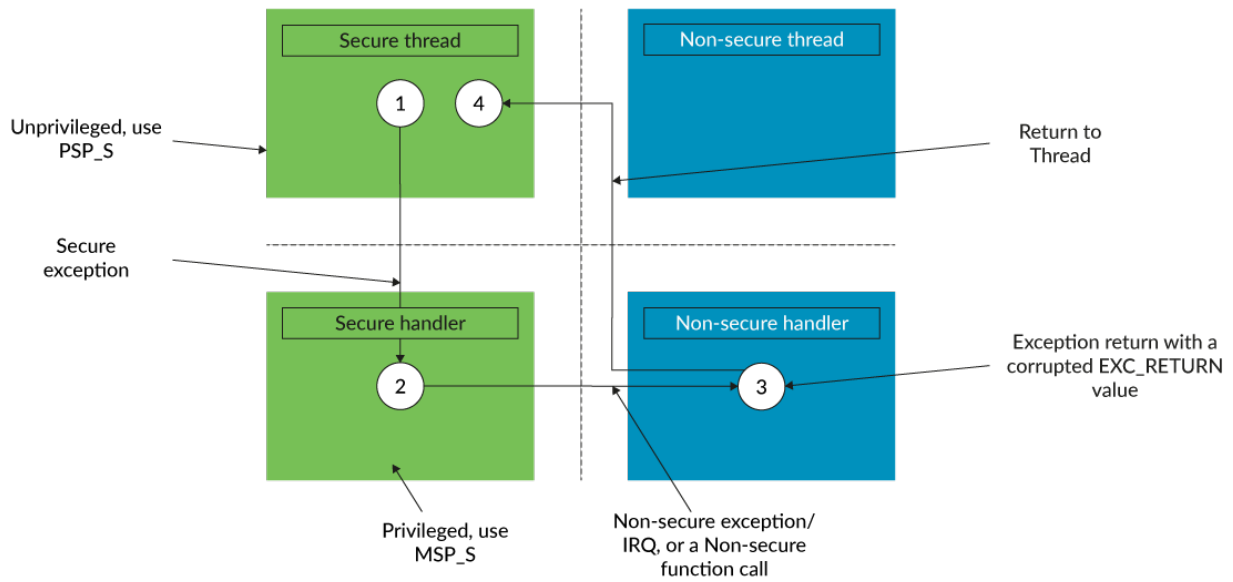 Secure thread
Non-secure thread
1
4
Unprivileged, use
PSP_S
Return to
Thread
Secure
exception
Secure handler
Non-secure handler
2
3
Exception return with a
corrupted EXC_RETURN
value
Privileged, use
MSP_S
Non-secure exception/
IRQ, or a Non-secure
function call